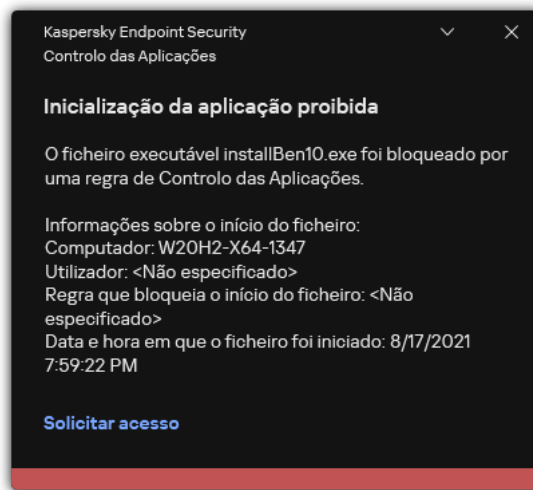 Kaspersky Endpoint Security
Controlo das Aplicações
Inicialização da aplicação proibida
O ficheiro executável installBen10.exe foi bloqueado por
uma regra de Controlo das Aplicações.
Informações sobre o início do ficheiro:
Computador: W20H2-X64-1347
Utilizador: <Não especificado>
Regra que bloqueia o início do ficheiro: <Não
especificado>
Data e hora em que o ficheiro foi iniciado: 8/17/2021
7:59:22 PM
Solicitar acesso